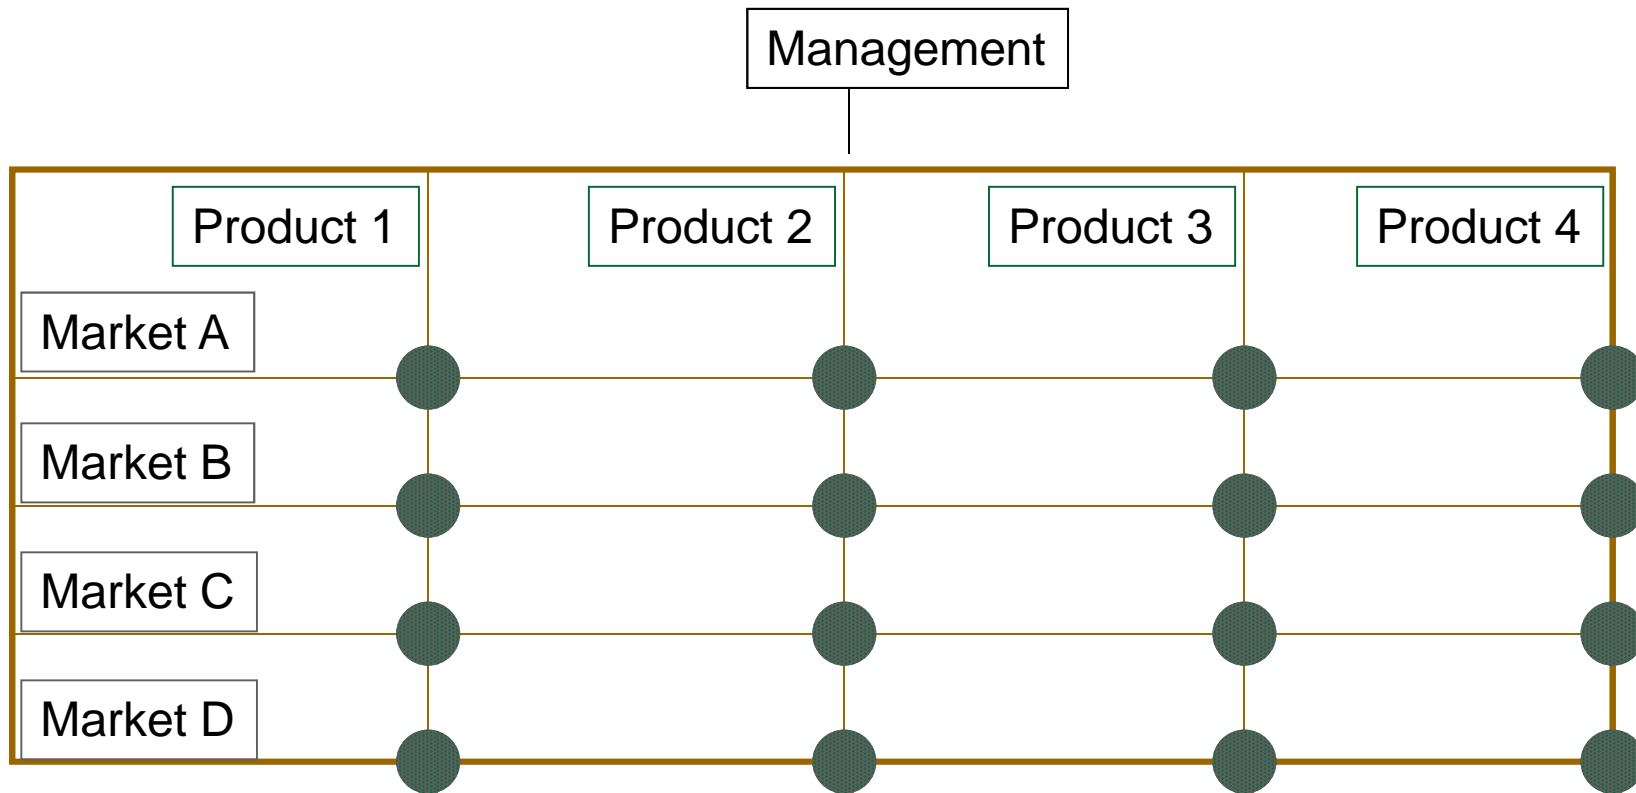 Management
Product 1
Product 2
Product 3
Product 4
Market A
Market B
Market C
Market D